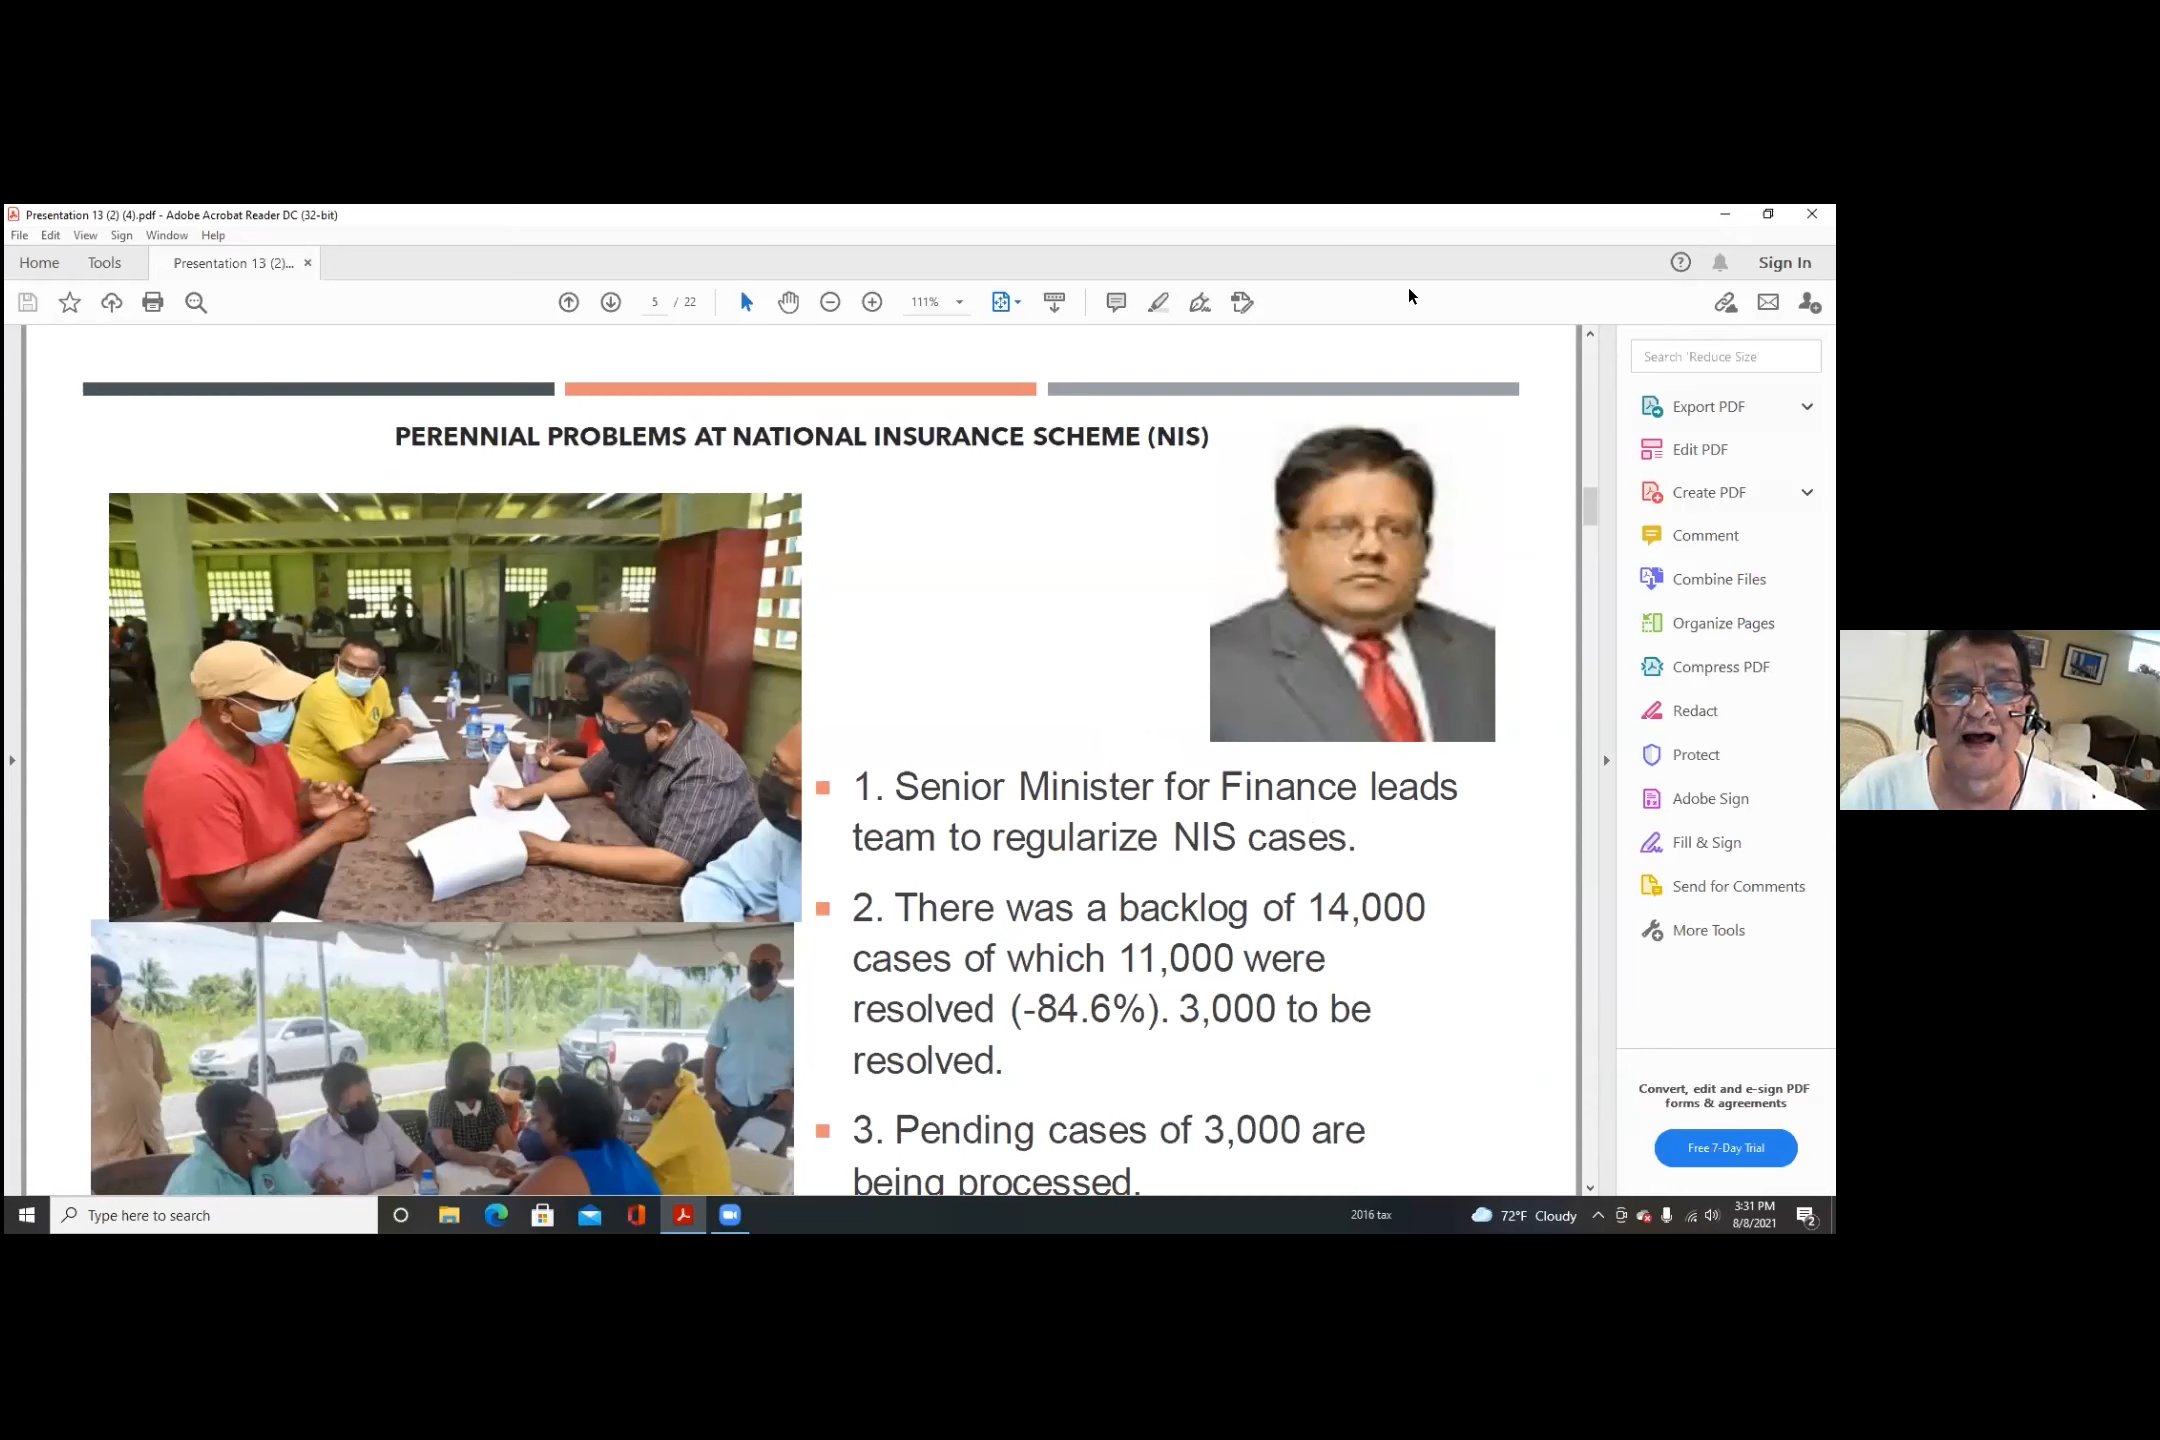 Presentation 13 (2) (4).pdf - Adobe Acrobat Reader DC (32-bit)
File Edit View Sign Window Help
Home Tools Presentation 13 (2)... × Sign In
5 / 22 111%
Search 'Reduce Size'
PERENNIAL PROBLEMS AT NATIONAL INSURANCE SCHEME (NIS)
1. Senior Minister for Finance leads
team to regularize NIS cases.
2. There was a backlog of 14,000
cases of which 11,000 were
resolved (-84.6%). 3,000 to be
resolved.
3. Pending cases of 3,000 are
being processed.
Export PDF
Edit PDF
Create PDF
Comment
Combine Files
Organize Pages
Compress PDF
Redact
Protect
Adobe Sign
Fill & Sign
Send for Comments
More Tools
Convert, edit and e-sign PDF
forms & agreements
Free 7-Day Trial
Type here to search
2016 tax
72°F Cloudy
3:31 PM
8/8/2021
2